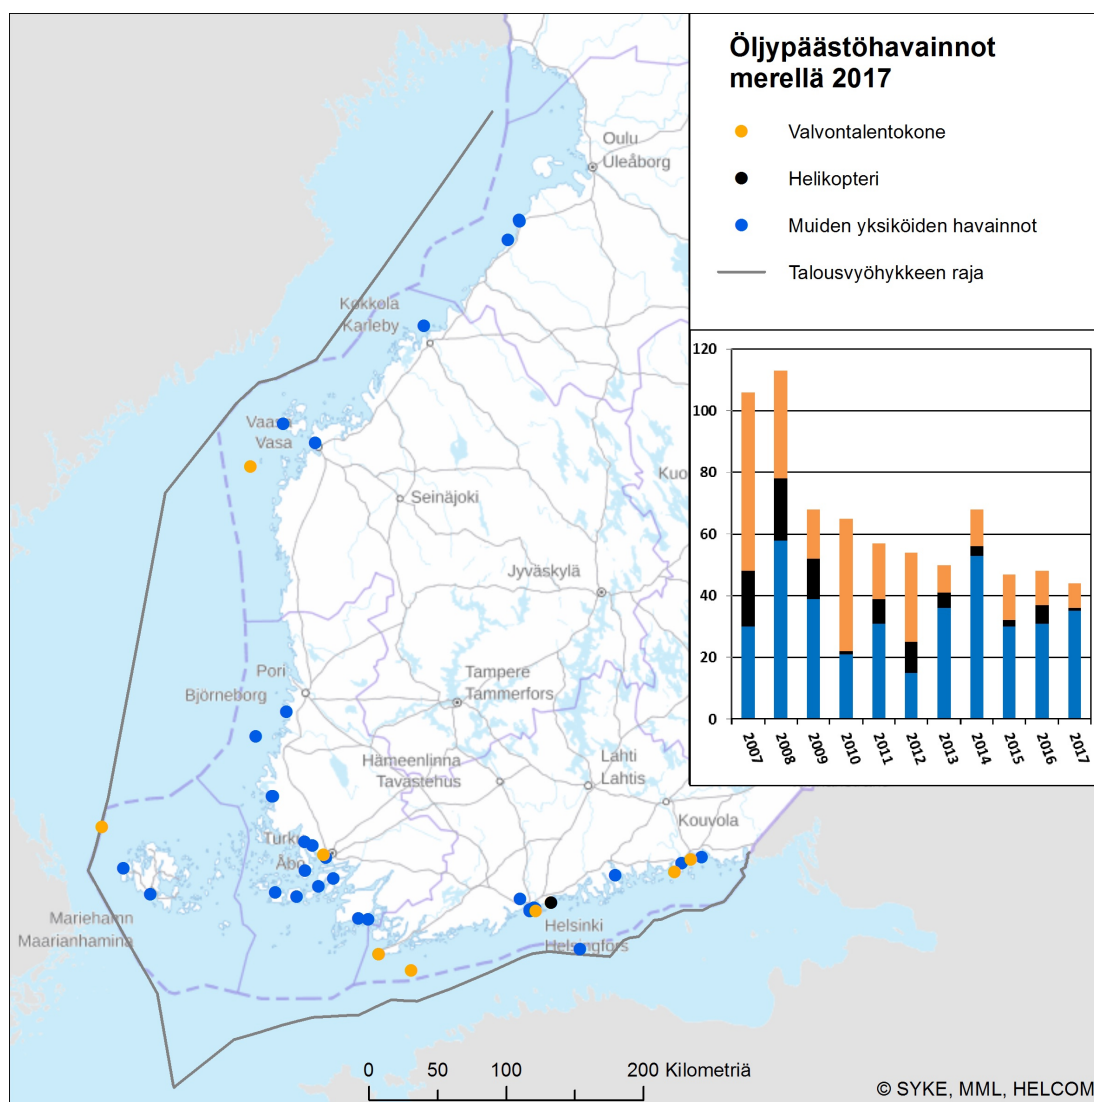 Öljypäästöhavainnot
merellä 2017
Valvontalentokone
Helikopteri
Muiden yksiköiden havainnot
Talousvyöhykkeen raja
Oulu
Uleåborg
Kokkola
Karleby
Vaasa
Vasa
Seinäjoki
Kuo
Jyväskylä
Pori
Björneborg
Tampere
Tammerfors
Hämeenlinna
Tavastehus
Lahti
Lahtis
Kouvola
Turku
Åbo
Mariehamn
Maarianhamina
Helsinki
Helsingfors
120
100
80
60
40
20
0
2007
2008
2009
2010
2011
2012
2013
2014
2015
2016
2017
0 50 100 200 Kilometriä
© SYKE, MML, HELCOM